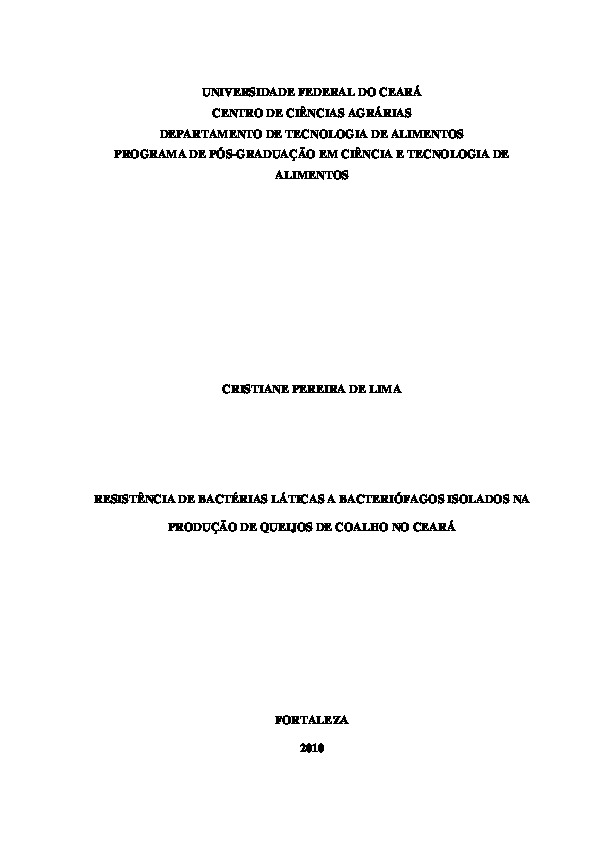 UNIVERSIDADE FEDERAL DO CEARÁ
CENTRO DE CIÊNCIAS AGRÁRIAS
DEPARTAMENTO DE TECNOLOGIA DE ALIMENTOS
PROGRAMA DE PÓS-GRADUAÇÃO EM CIÊNCIA E TECNOLOGIA DE
ALIMENTOS
CRISTIANE PEREIRA DE LIMA
RESISTÊNCIA DE BACTÉRIAS LÁTICAS A BACTERIÓFAGOS ISOLADOS NA
PRODUÇÃO DE QUEIJOS DE COALHO NO CEARÁ
FORTALEZA
2010